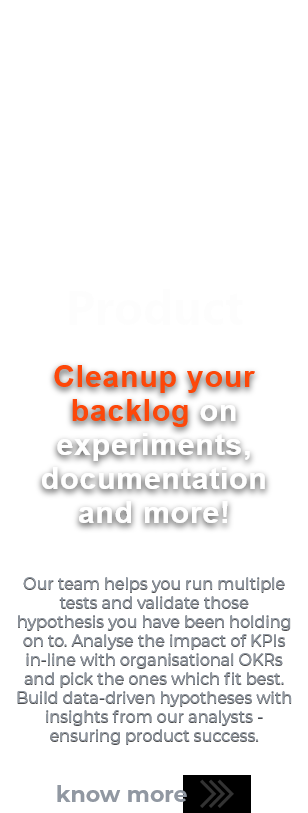 Product
Cleanup your
backlog on
experiments,
documentation
and more!
Our team helps you run multiple
tests and validate those
hypothesis you have been holding
on to. Analyse the impact of KPIs
in-line with organisational OKRs
and pick the ones which fit best.
Build data-driven hypotheses with
insights from our analysts -
ensuring product success.
know more